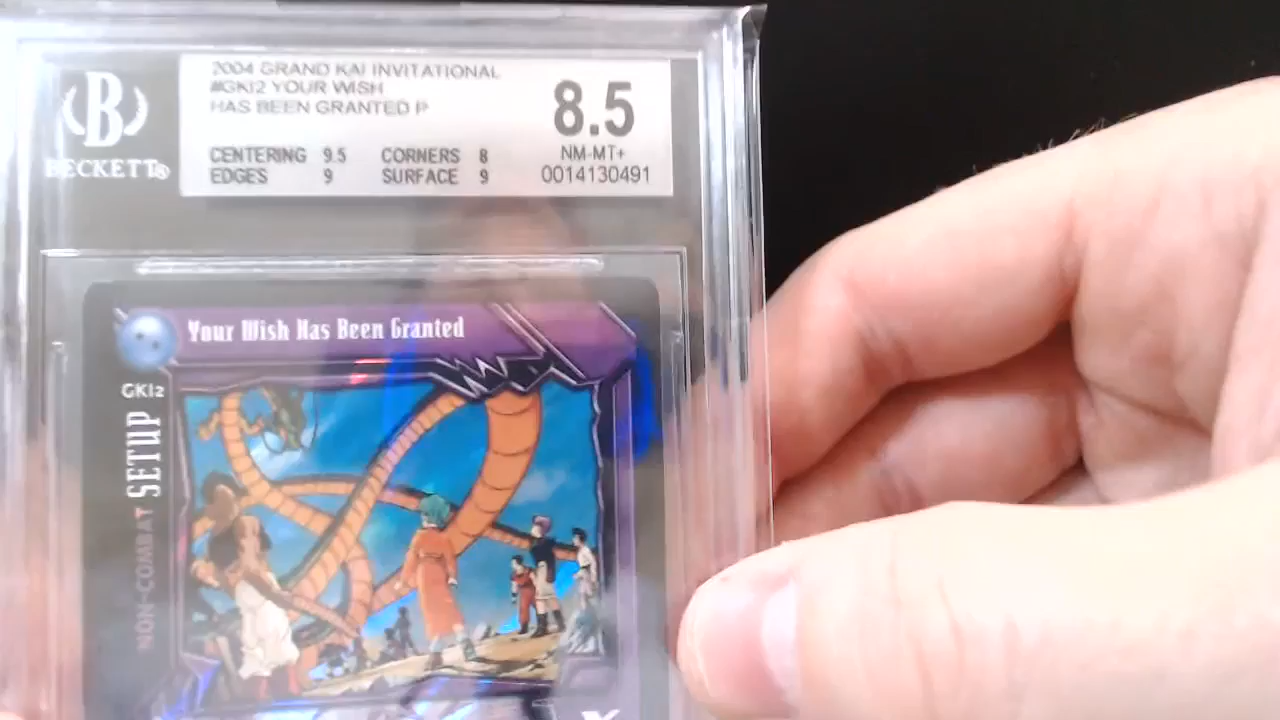 2004 GRAND KAI INVITATIONAL
#GKI2 YOUR WISH
HAS BEEN GRANTED P
8.5
NM-MT+
0014130491
CENTERING 9.5 CORNERS 8
EDGES 9 SURFACE 9
B
BECKETT®
Your Wish Has Been Granted
GKI2
NON-COMBAT SETUP